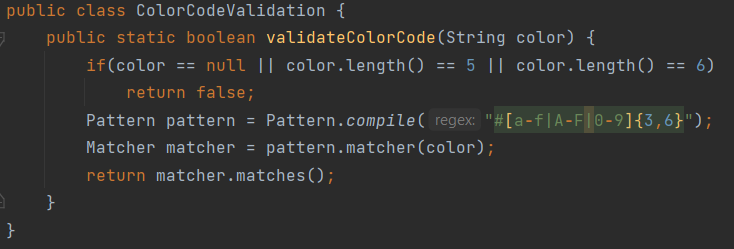 public class ColorCodeValidation {
    public static boolean validateColorCode(String color) {
        if(color == null || color.length() == 5 || color.length() == 6)
            return false;
        Pattern pattern = Pattern.compile( regex: "#[a-f|A-F|0-9]{3,6}");
        Matcher matcher = pattern.matcher(color);
        return matcher.matches();
    }
}